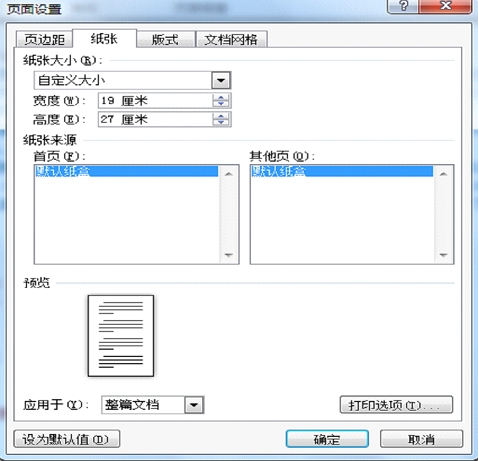 页面设置
页边距 纸张 版式 文档网格
纸张大小(R):
自定义大小
宽度(W): 19 厘米
高度(E): 27 厘米
纸张来源
首页(F): 其他页(O):
默认纸盒 默认纸盒
预览
应用于(Y): 整篇文档 打印选项(T)...
设为默认值(D) 确定 取消